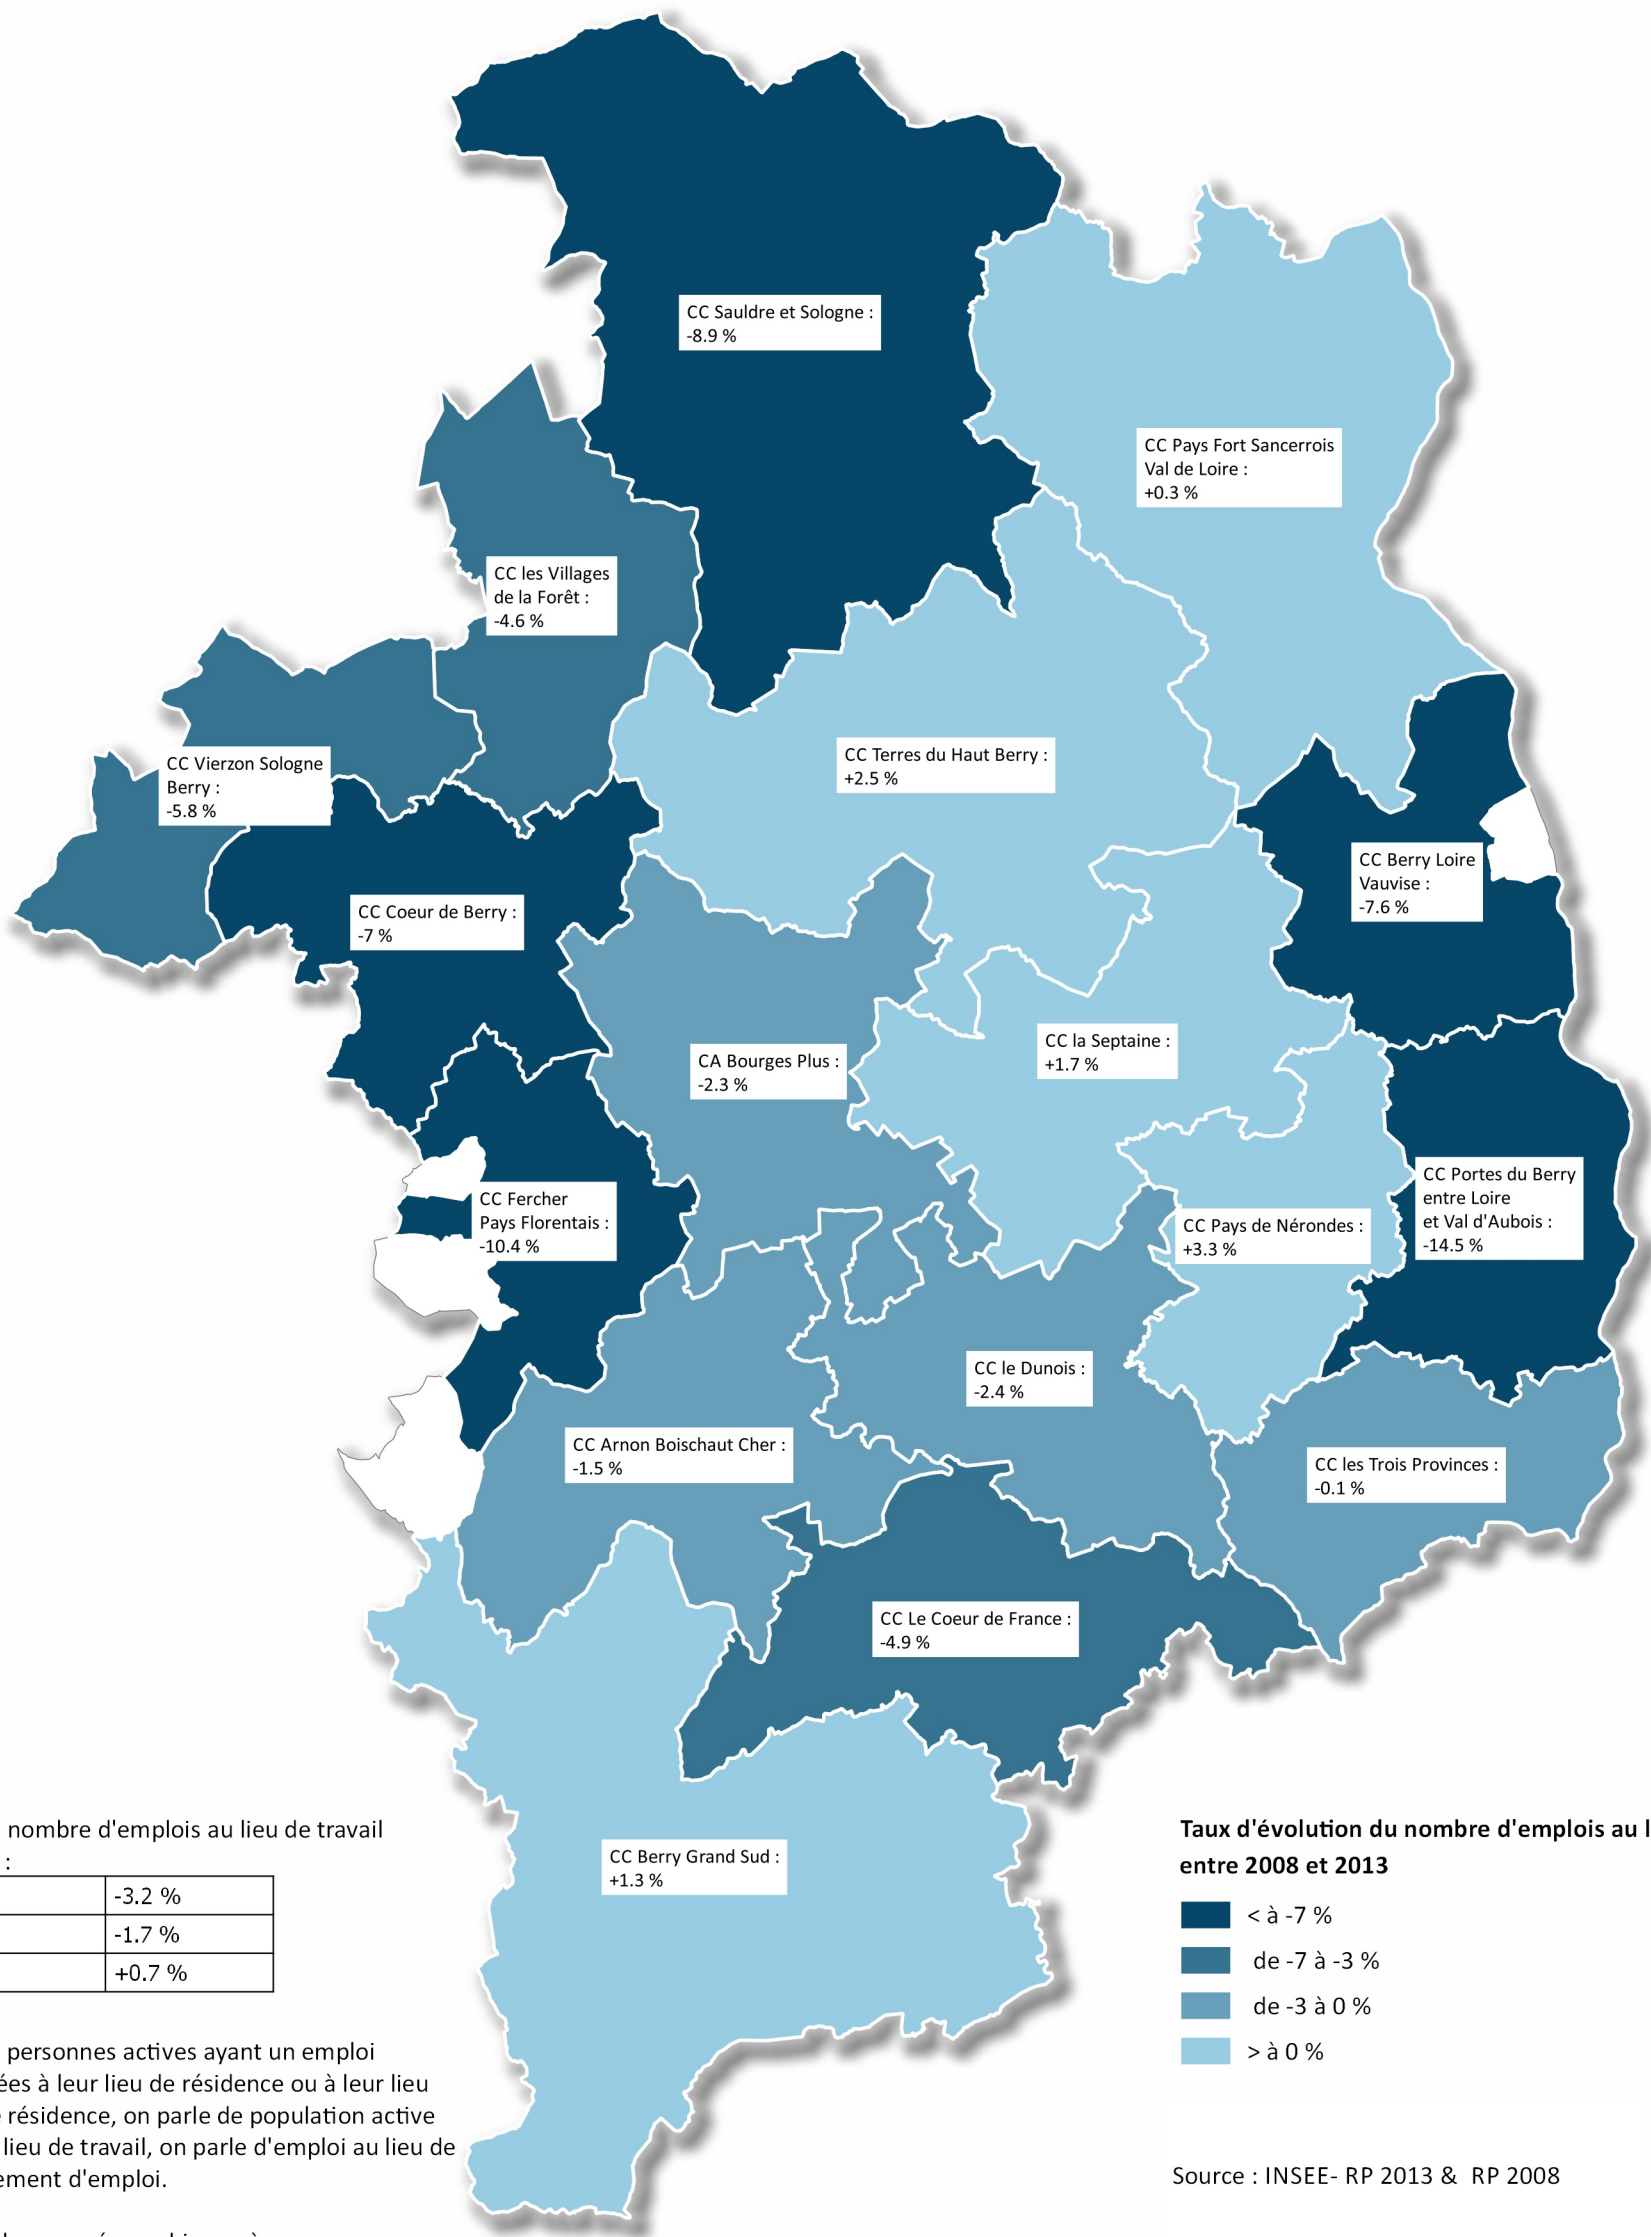 CC Sauldre et Sologne :
-8.9 %
CC Pays Fort Sancerrois
Val de Loire :
+0.3 %
CC les Villages
de la Forêt :
-4.6 %
CC Vierzon Sologne
Berry :
-5.8 %
CC Terres du Haut Berry :
+2.5 %
CC Berry Loire
Vauvise :
-7.6 %
CC Coeur de Berry :
-7 %
CA Bourges Plus :
-2.3 %
CC la Septaine :
+1.7 %
CC Fercher
Pays Florentais :
-10.4 %
CC Pays de Nérondes :
+3.3 %
CC Portes du Berry
entre Loire
et Val d'Aubois :
-14.5 %
CC le Dunois :
-2.4 %
CC Arnon Boischaut Cher :
-1.5 %
CC les Trois Provinces :
-0.1 %
CC Le Coeur de France :
-4.9 %
CC Berry Grand Sud :
+1.3 %
nombre d'emplois au lieu de travail
:
-3.2 %
-1.7 %
+0.7 %
personnes actives ayant un emploi
ées à leur lieu de résidence ou à leur lieu
résidence, on parle de population active
lieu de travail, on parle d'emploi au lieu de
ement d'emploi.
Taux d'évolution du nombre d'emplois au l
entre 2008 et 2013
< à -7 %
de -7 à -3 %
de -3 à 0 %
> à 0 %
Source : INSEE- RP 2013 & RP 2008